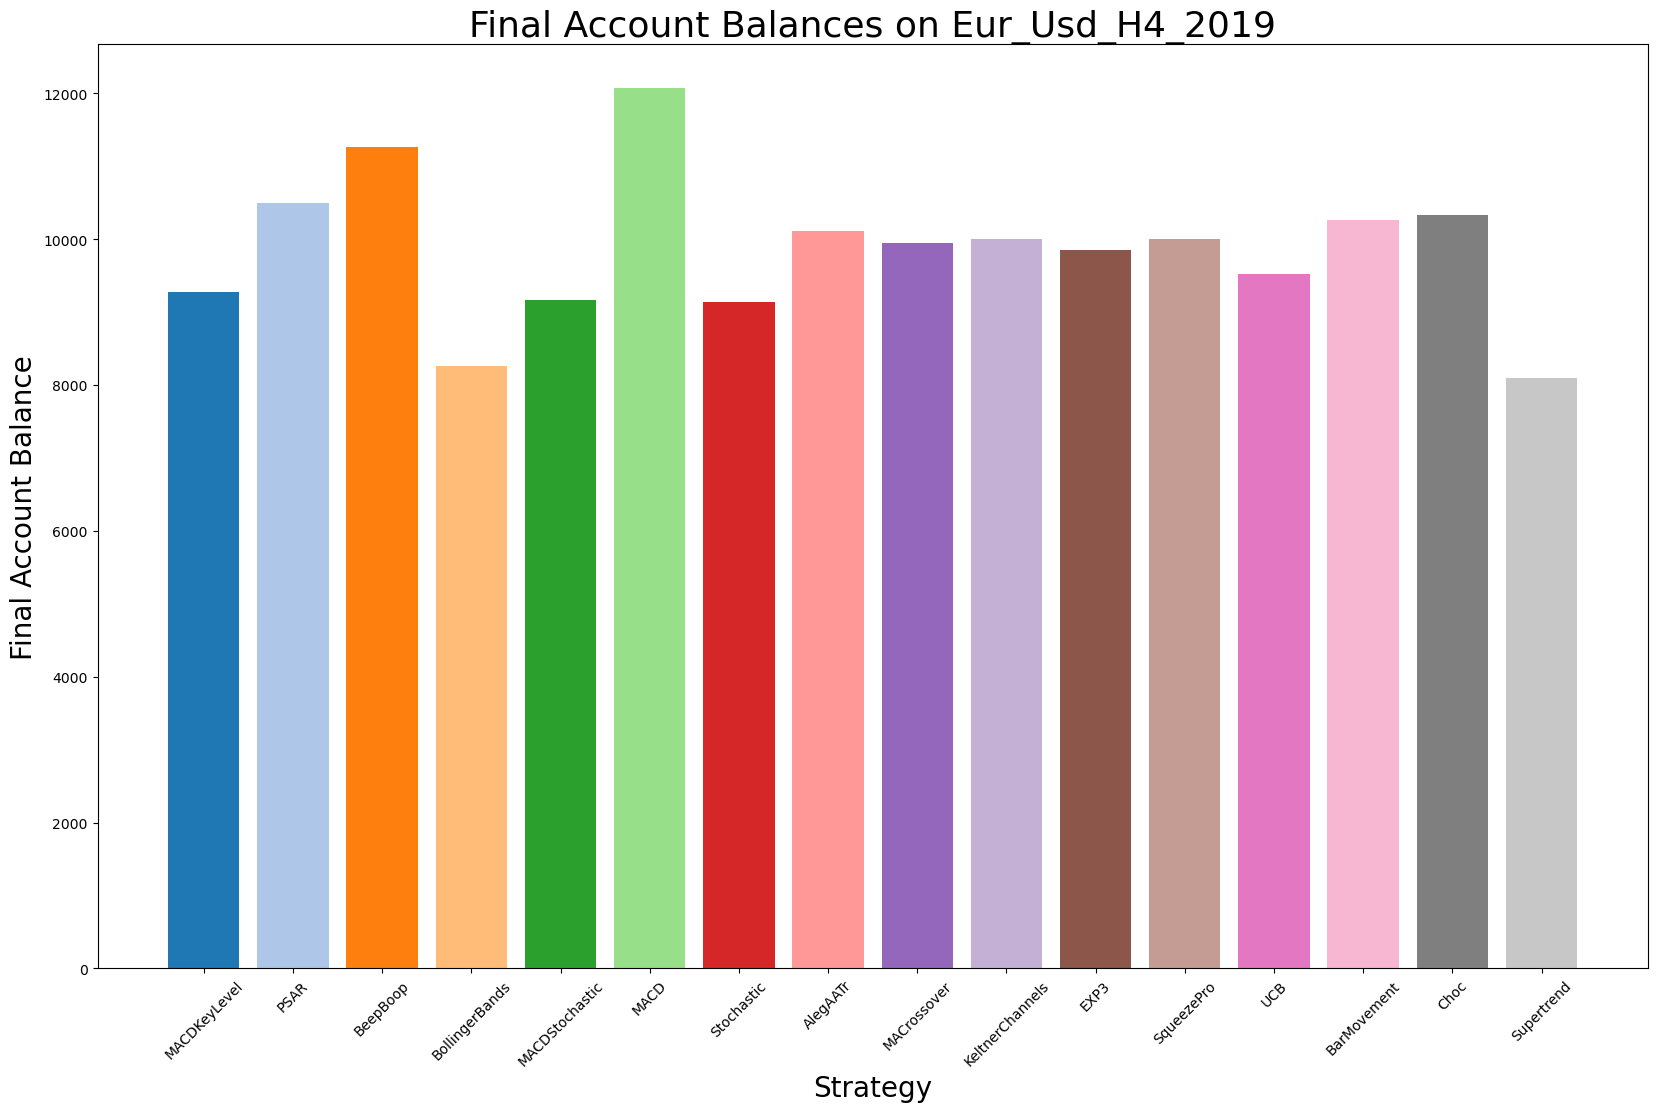 Final Account Balances on Eur_Usd_H4_2019
Final Account Balance
12000
10000
8000
6000
4000
2000
0
MACDKeyLevel
PSAR
BeepBoop
BollingerBands
MACDStochastic
MACD
Stochastic
AlegAATr
MACrossover
KeltnerChannels
EXP3
SqueezePro
UCB
BarMovement
Choc
Supertrend
Strategy